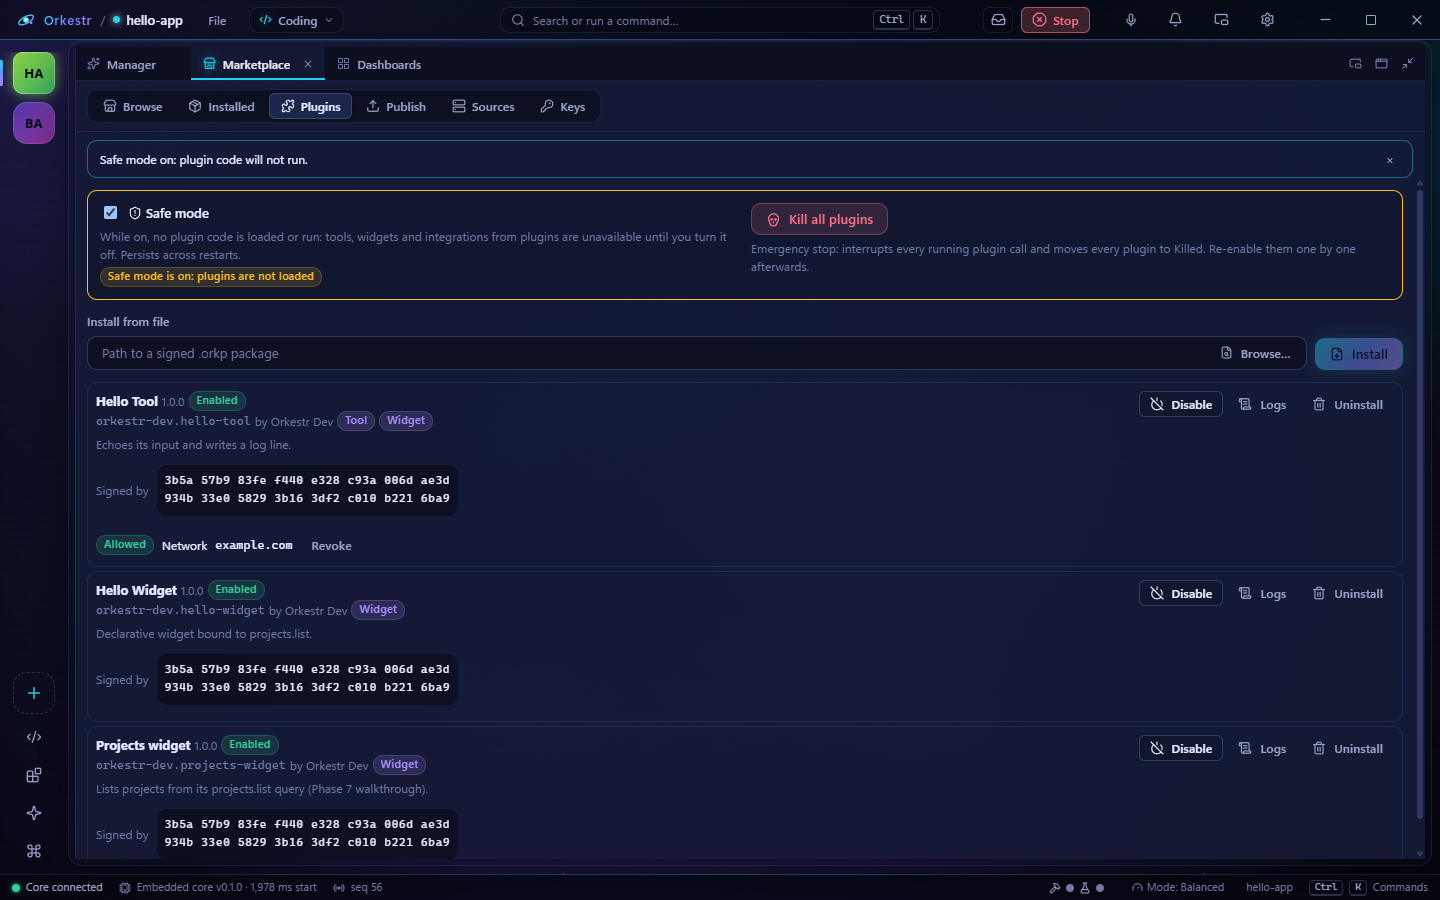 Orkestr / hello-app File Coding Search or run a command... Ctrl K Stop
HA
BA
Manager Marketplace Dashboards
Browse Installed Plugins Publish Sources Keys
Safe mode on: plugin code will not run.
Safe mode
While on, no plugin code is loaded or run: tools, widgets and integrations from plugins are unavailable until you turn it
off. Persists across restarts.
Safe mode is on: plugins are not loaded
Kill all plugins
Emergency stop: interrupts every running plugin call and moves every plugin to Killed. Re-enable them one by one
afterwards.
Install from file
Path to a signed .orkp package Browse... Install
Hello Tool 1.0.0 Enabled Disable Logs Uninstall
orkestr-dev.hello-tool by Orkestr Dev Tool Widget
Echoes its input and writes a log line.
Signed by
3b5a 57b9 83fe f440 e328 c93a 006d ae3d
934b 33e0 5829 3b16 3df2 c010 b221 6ba9
Allowed Network example.com Revoke
Hello Widget 1.0.0 Enabled Disable Logs Uninstall
orkestr-dev.hello-widget by Orkestr Dev Widget
Declarative widget bound to projects.list.
Signed by
3b5a 57b9 83fe f440 e328 c93a 006d ae3d
934b 33e0 5829 3b16 3df2 c010 b221 6ba9
Projects widget 1.0.0 Enabled Disable Logs Uninstall
orkestr-dev.projects-widget by Orkestr Dev Widget
Lists projects from its projects.list query (Phase 7 walkthrough).
Signed by
3b5a 57b9 83fe f440 e328 c93a 006d ae3d
934b 33e0 5829 3b16 3df2 c010 b221 6ba9
Core connected Embedded core v0.1.0 · 1,978 ms start seq 56 Mode: Balanced hello-app Ctrl K Commands